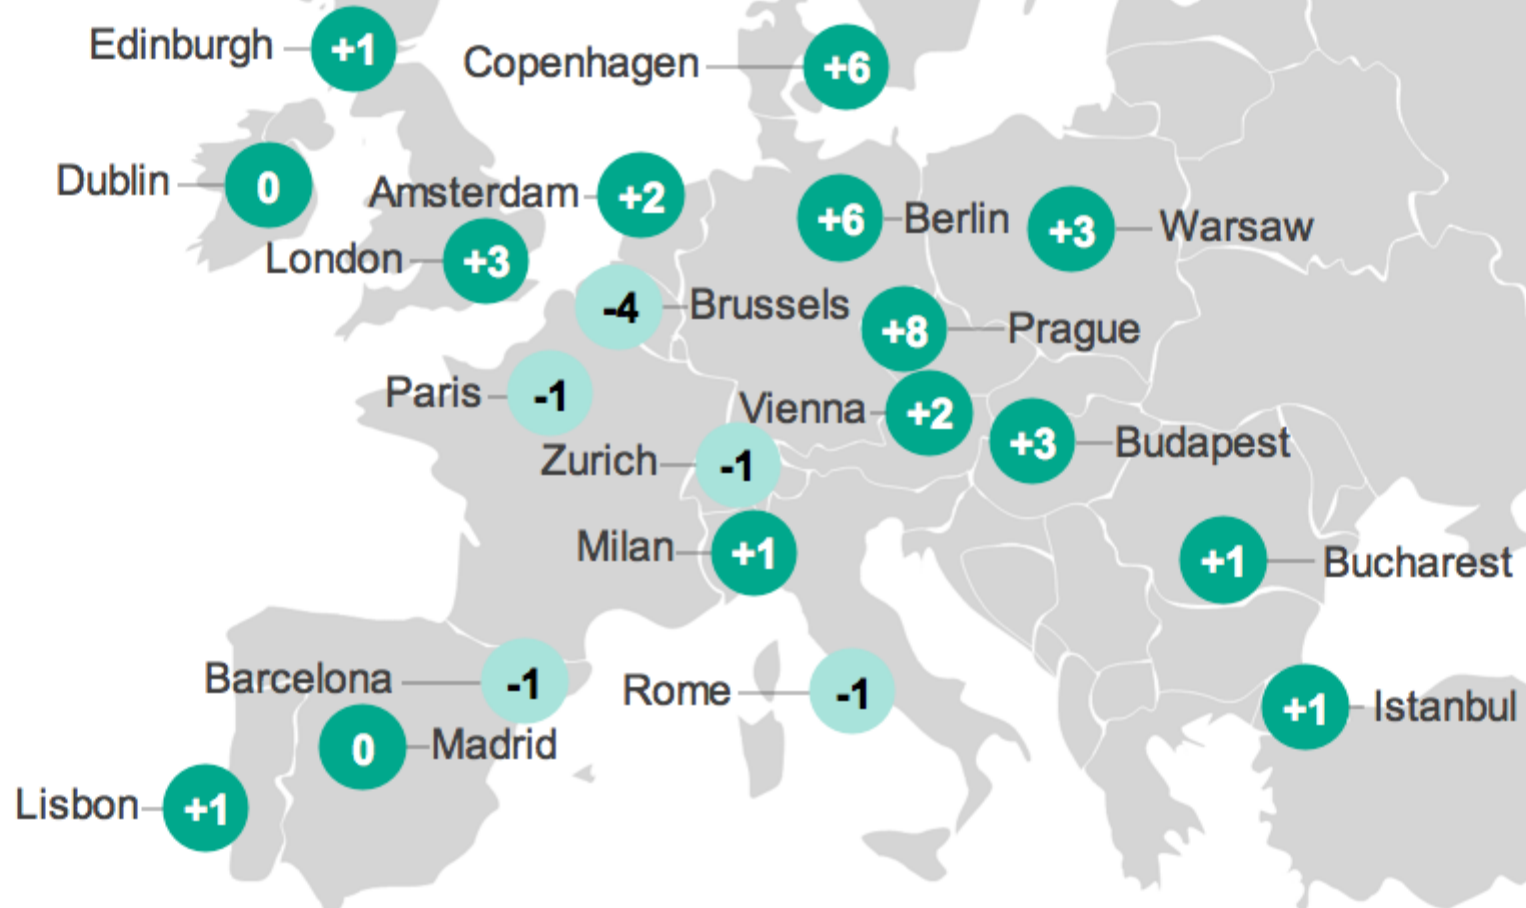 Edinburgh +1
Copenhagen +6
Dublin 0
Amsterdam +2
+6 Berlin
+3 Warsaw
London +3
-4 Brussels
+8 Prague
Paris -1
Vienna +2
+3 Budapest
Zurich -1
Milan +1
+1 Bucharest
Barcelona -1
Rome -1
+1 Istanbul
0 Madrid
Lisbon +1